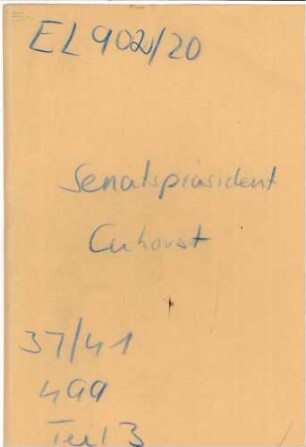 EL 902/20
Senatspräsident
Cuhorst
37/41
499
Teil 3